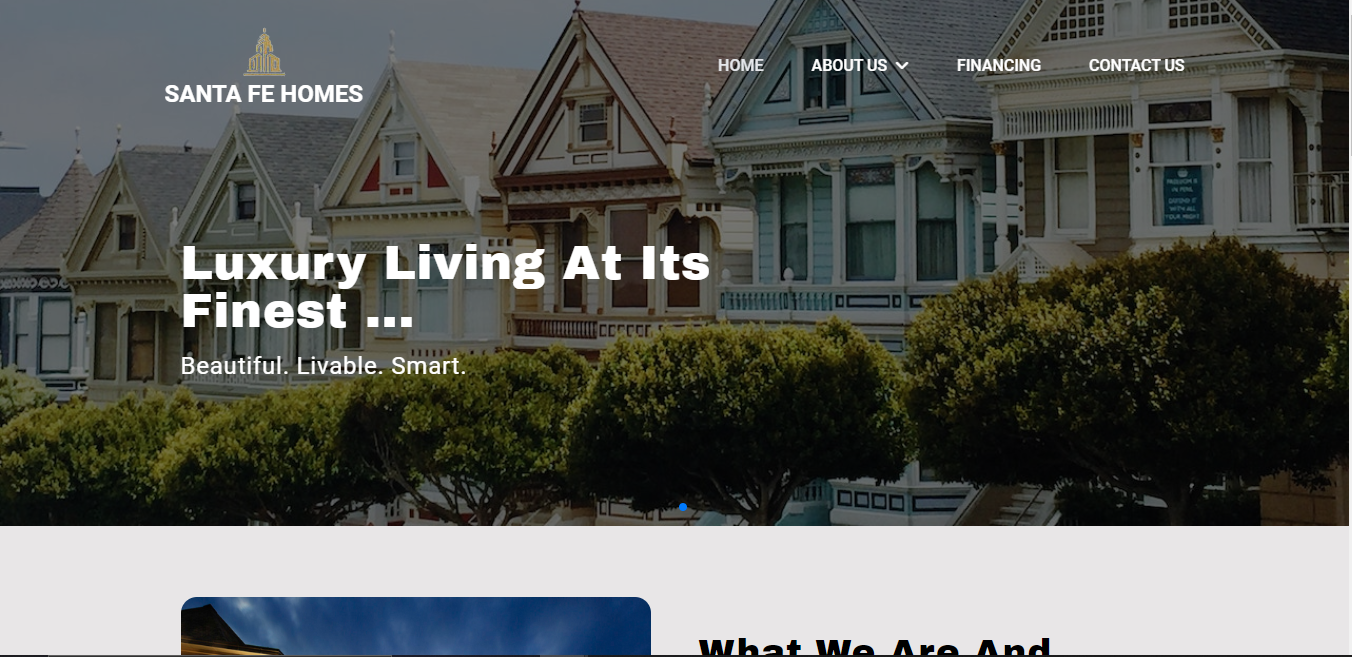 SANTA FE HOMES
HOME
ABOUT US
FINANCING
CONTACT US
Luxury Living At Its
Finest ...
Beautiful. Livable. Smart.
What We Are And